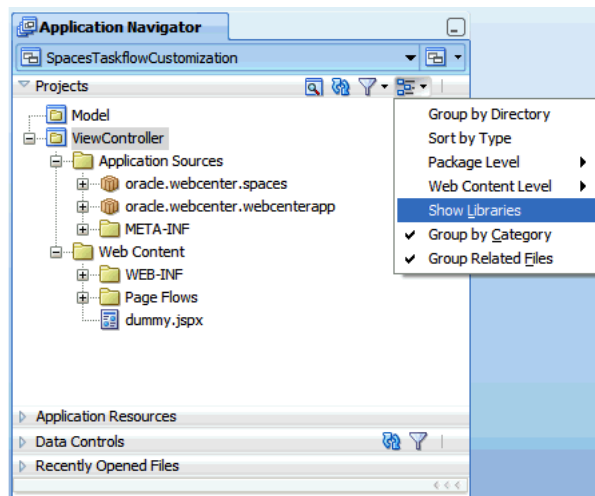 Application Navigator
SpacesTaskflowCustomization
Projects
Model
ViewController
Application Sources
oracle.webcenter.spaces
oracle.webcenter.webcenterapp
META-INF
Web Content
WEB-INF
Page Flows
dummy.jspx
Group by Directory
Sort by Type
Package Level
Web Content Level
Show Libraries
Group by Category
Group Related Files
Application Resources
Data Controls
Recently Opened Files